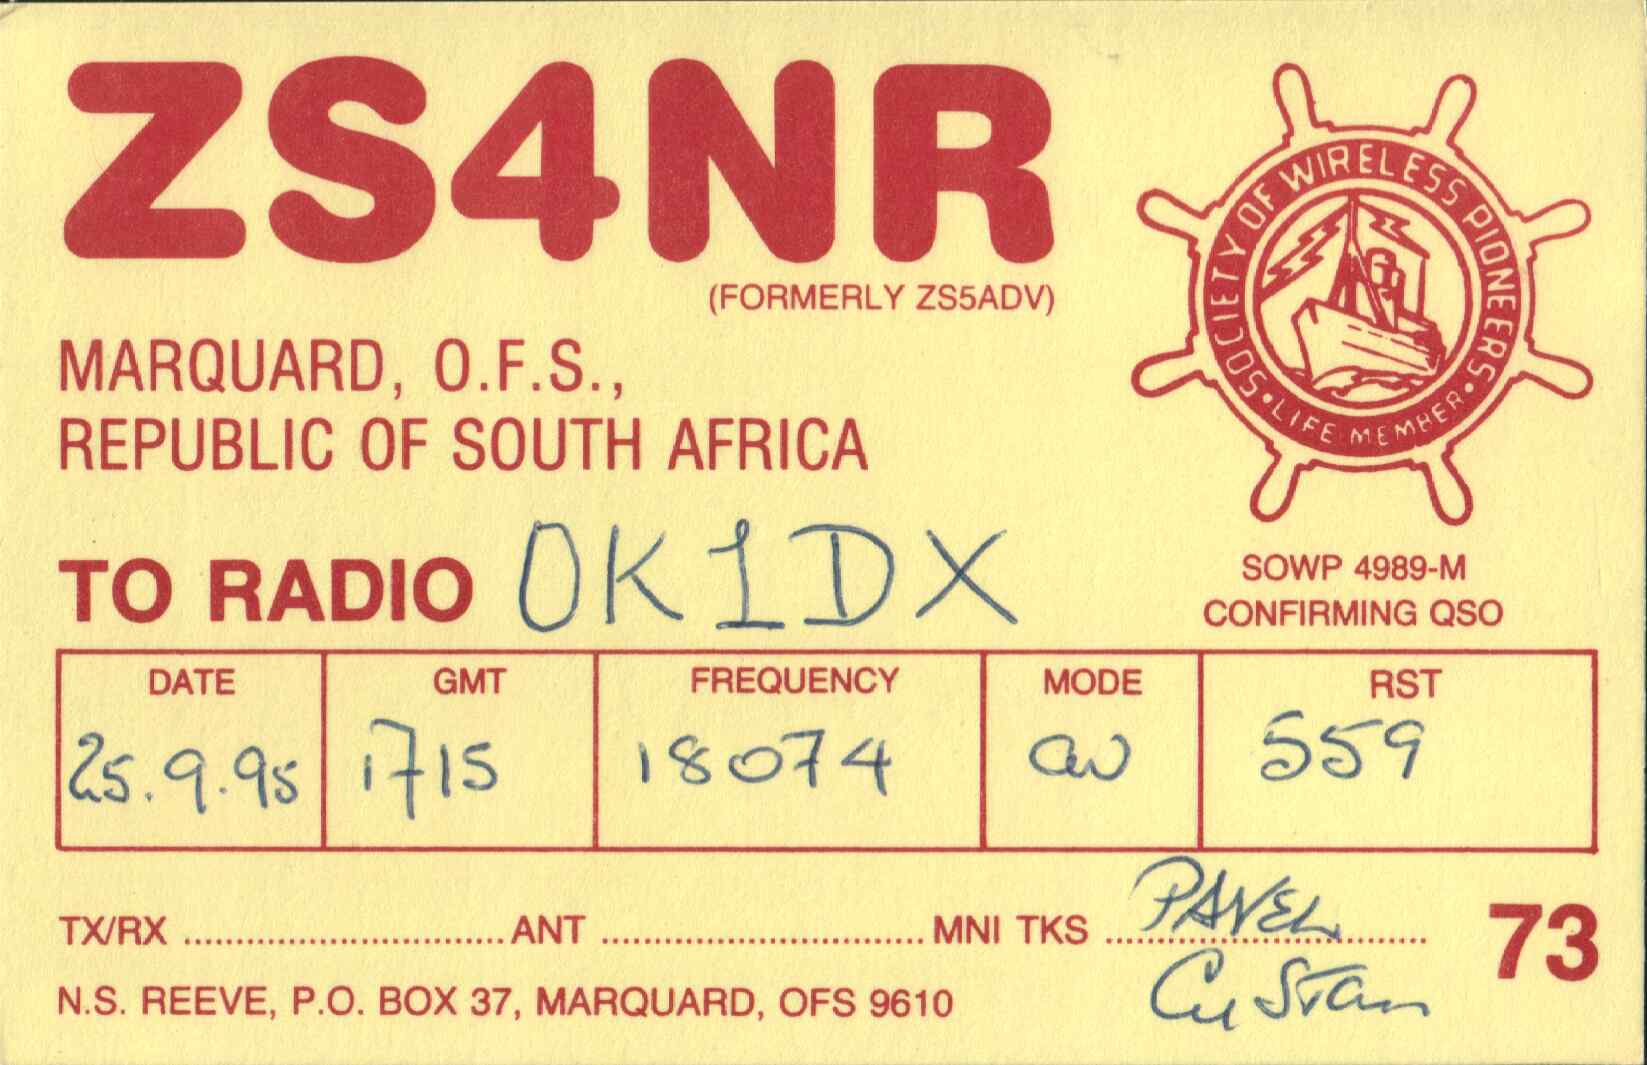 ZS4NR
(FORMERLY ZS5ADV)
SOCIETY OF WIRELESS PIONEERS
• LIFE MEMBER •
MARQUARD, O.F.S.,
REPUBLIC OF SOUTH AFRICA
TO RADIO OK1DX
SOWP 4989-M
CONFIRMING QSO
DATE GMT FREQUENCY MODE RST
25.9.95 1715 18074 CW 559
TX/RX ANT MNI TKS PAVEL 73
Cu Stan
N.S. REEVE, P.O. BOX 37, MARQUARD, OFS 9610